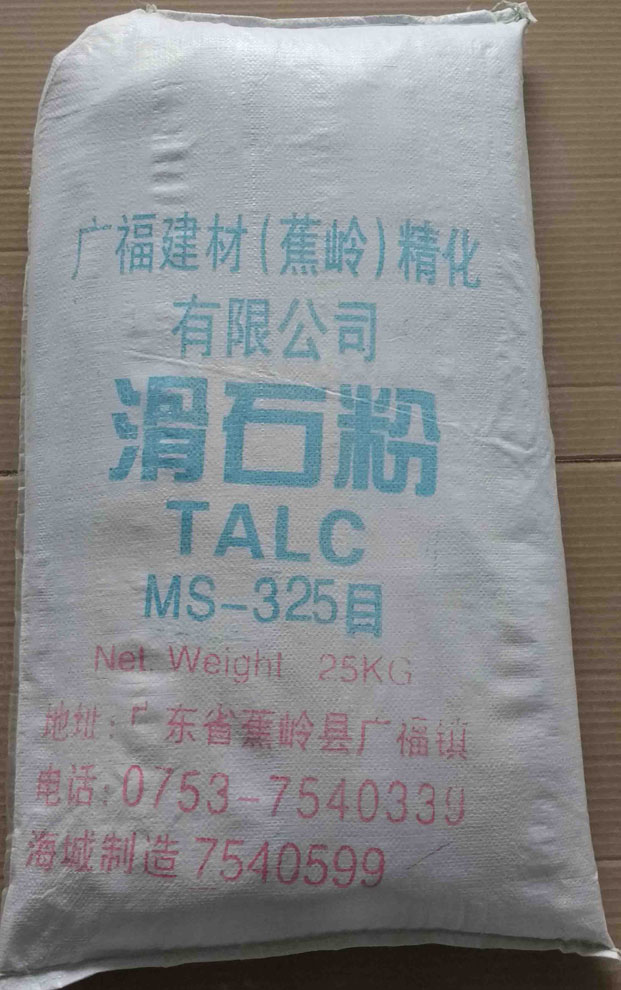 广福建材(蕉岭)精化
有限公司
滑石粉
TALC
MS-325目
Net. Weight 25KG
地址:广东省蕉岭县广福镇
电话:0753-7540339
海城制造 7540599